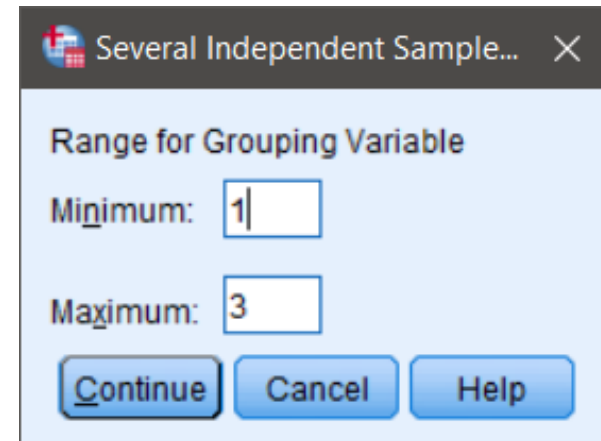 Several Independent Sample...
Range for Grouping Variable
Minimum: 1
Maximum: 3
Continue Cancel Help